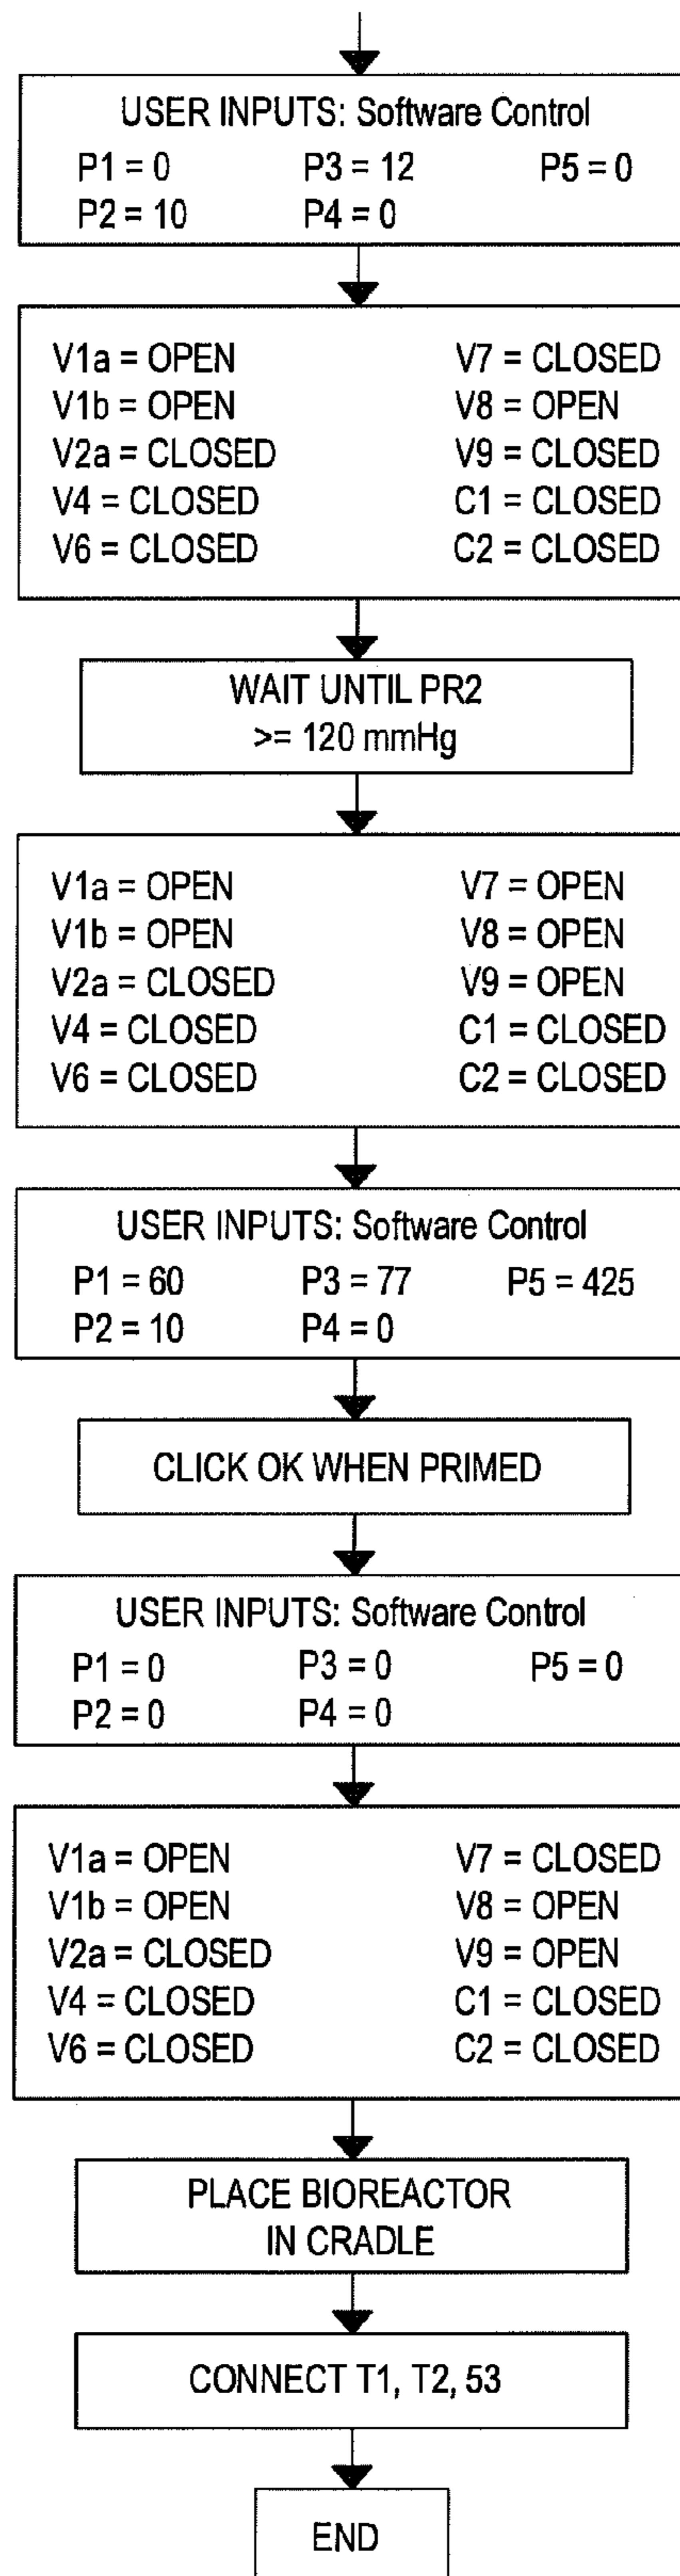 USER INPUTS: Software Control
P1 = 0 P3 = 12 P5 = 0
P2 = 10 P4 = 0
V1a = OPEN V7 = CLOSED
V1b = OPEN V8 = OPEN
V2a = CLOSED V9 = CLOSED
V4 = CLOSED C1 = CLOSED
V6 = CLOSED C2 = CLOSED
WAIT UNTIL PR2
>= 120 mmHg
V1a = OPEN V7 = OPEN
V1b = OPEN V8 = OPEN
V2a = CLOSED V9 = OPEN
V4 = CLOSED C1 = CLOSED
V6 = CLOSED C2 = CLOSED
USER INPUTS: Software Control
P1 = 60 P3 = 77 P5 = 425
P2 = 10 P4 = 0
CLICK OK WHEN PRIMED
USER INPUTS: Software Control
P1 = 0 P3 = 0 P5 = 0
P2 = 0 P4 = 0
V1a = OPEN V7 = CLOSED
V1b = OPEN V8 = OPEN
V2a = CLOSED V9 = OPEN
V4 = CLOSED C1 = CLOSED
V6 = CLOSED C2 = CLOSED
PLACE BIOREACTOR
IN CRADLE
CONNECT T1, T2, 53
END